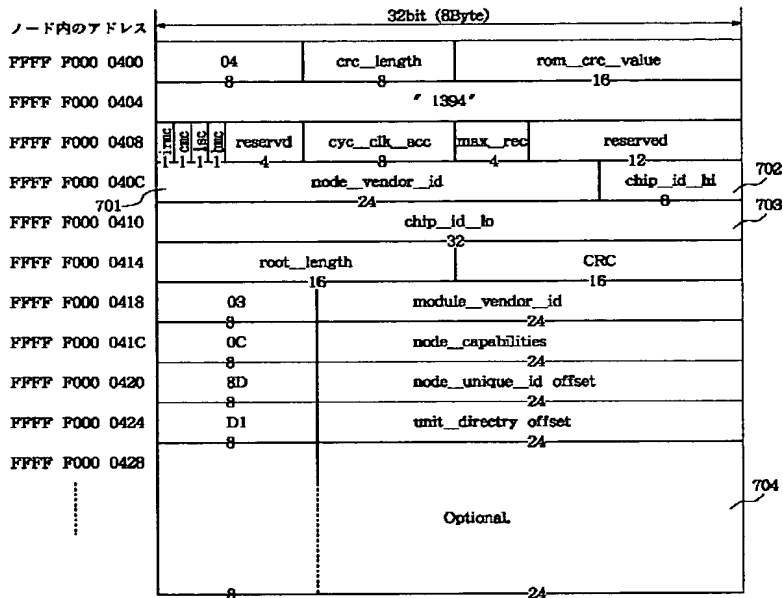 32bit (8Byte)
ノード内のアドレス
FFFF F000 0400 04 crc_length rom_crc_value
8 8 16
FFFF F000 0404 " 1394"
FFFF F000 0408 irmc cmc isc bmc reservd cyc_clk_acc max_rec reserved
1 1 1 1 4 8 4 12
FFFF F000 040C node_vendor_id chip_id_hi 702
701 24 8 703
FFFF F000 0410 chip_id_lo
32
FFFF F000 0414 root_length CRC
16 16
FFFF F000 0418 03 module_vendor_id
8 24
FFFF F000 041C 0C node_capabilities
8 24
FFFF F000 0420 8D node_unique_id offset
8 24
FFFF F000 0424 D1 unit_directry offset
8 24
FFFF F000 0428
704
Optional.
8 24